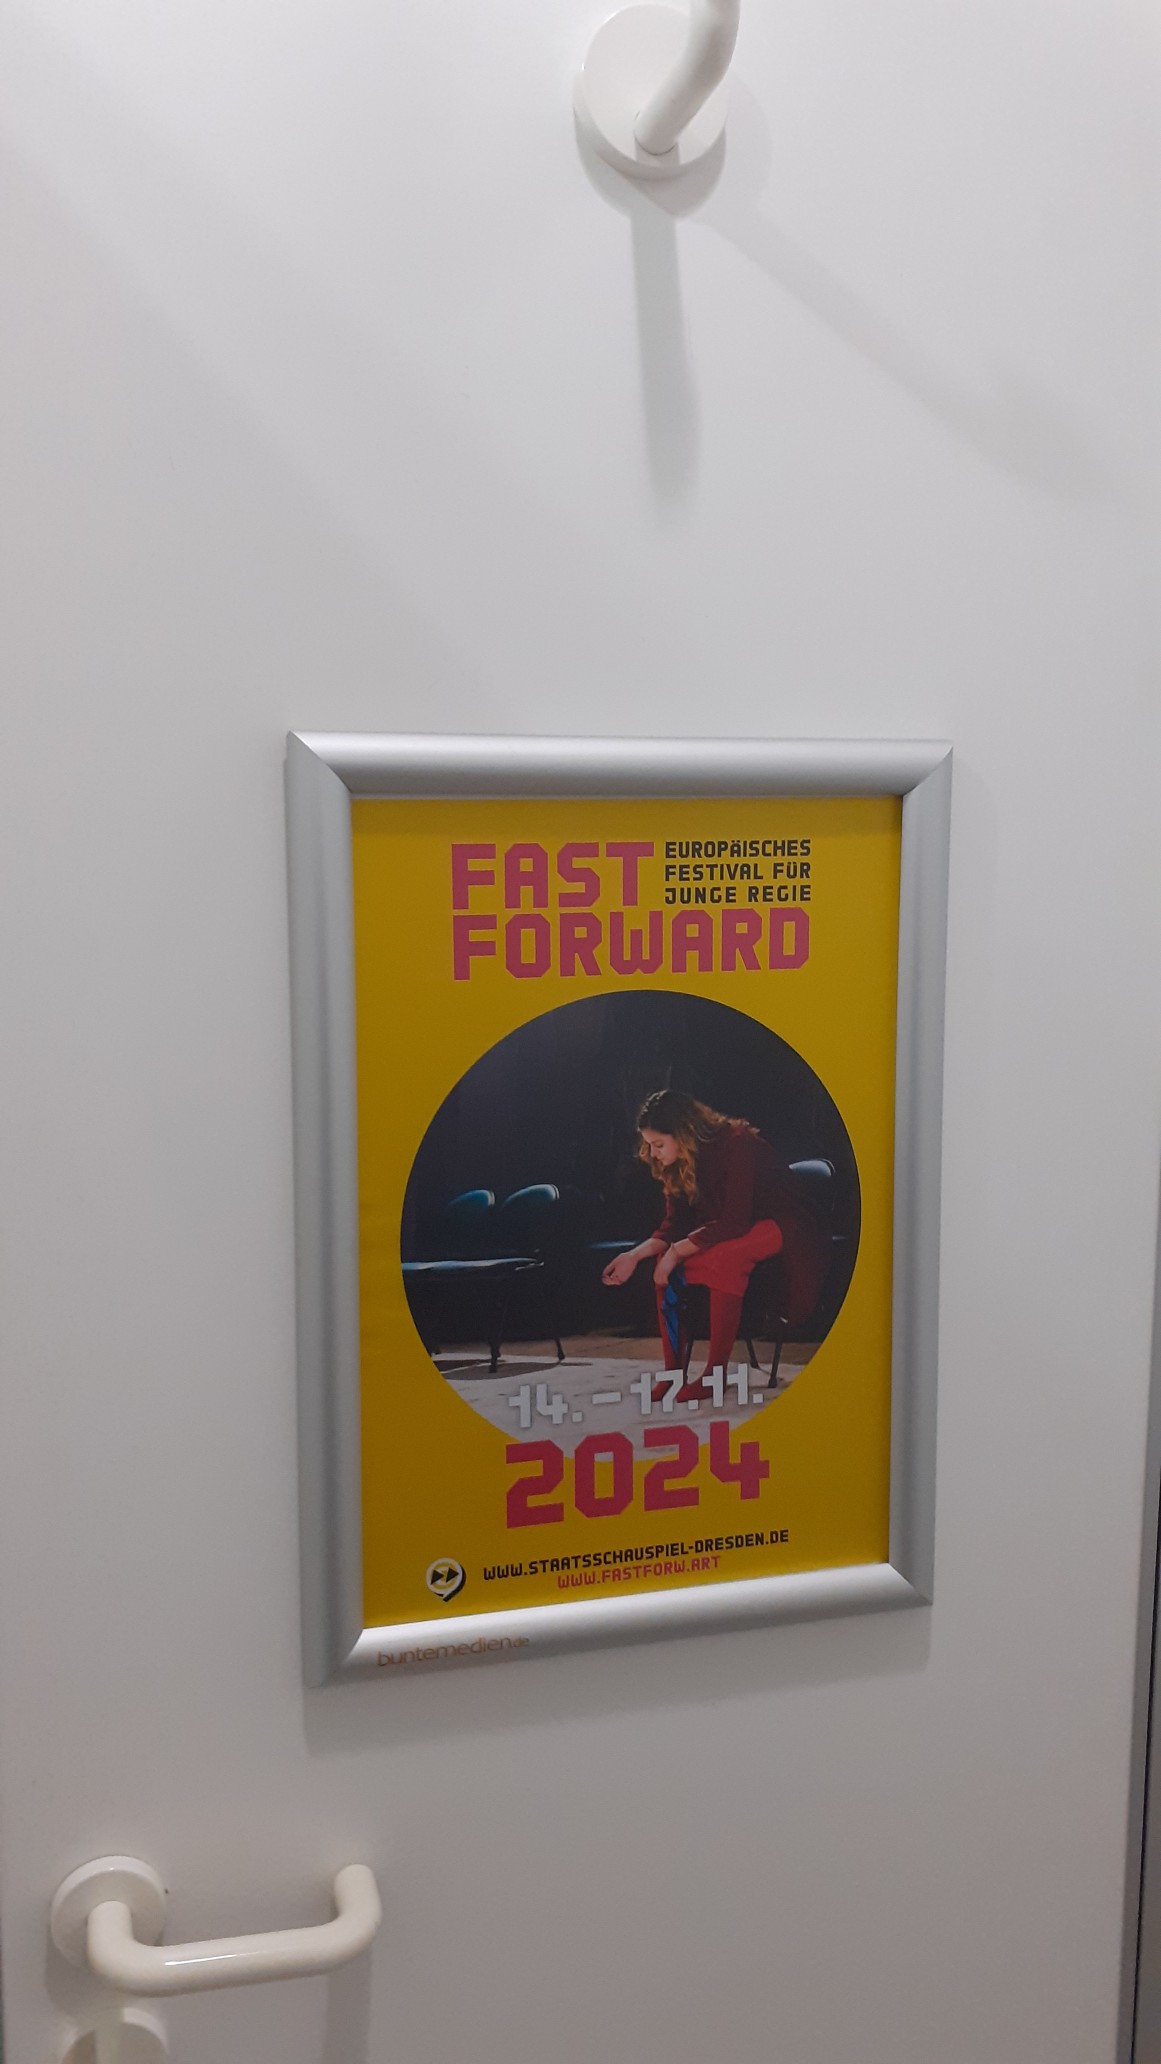 FAST
EUROPÄISCHES
FESTIVAL FÜR
JUNGE REGIE
FORWARD
14.–17.11.
2024
WWW.STAATSSCHAUSPIEL-DRESDEN.DE
WWW.FASTFORW.ART
buntemedien.de